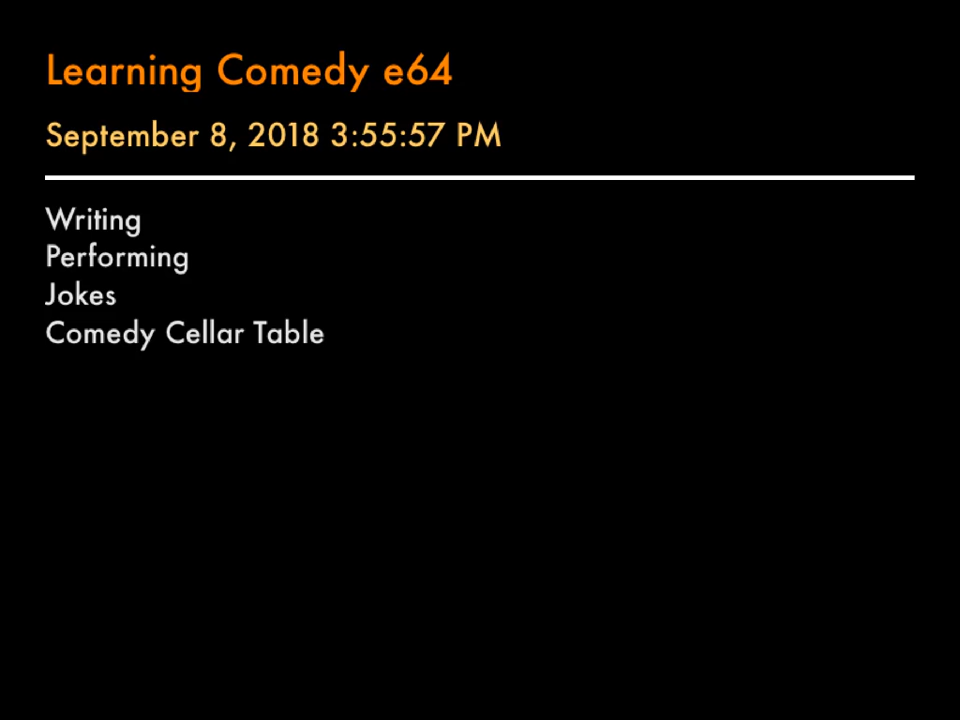 Learning Comedy e64
September 8, 2018 3:55:57 PM
Writing
Performing
Jokes
Comedy Cellar Table